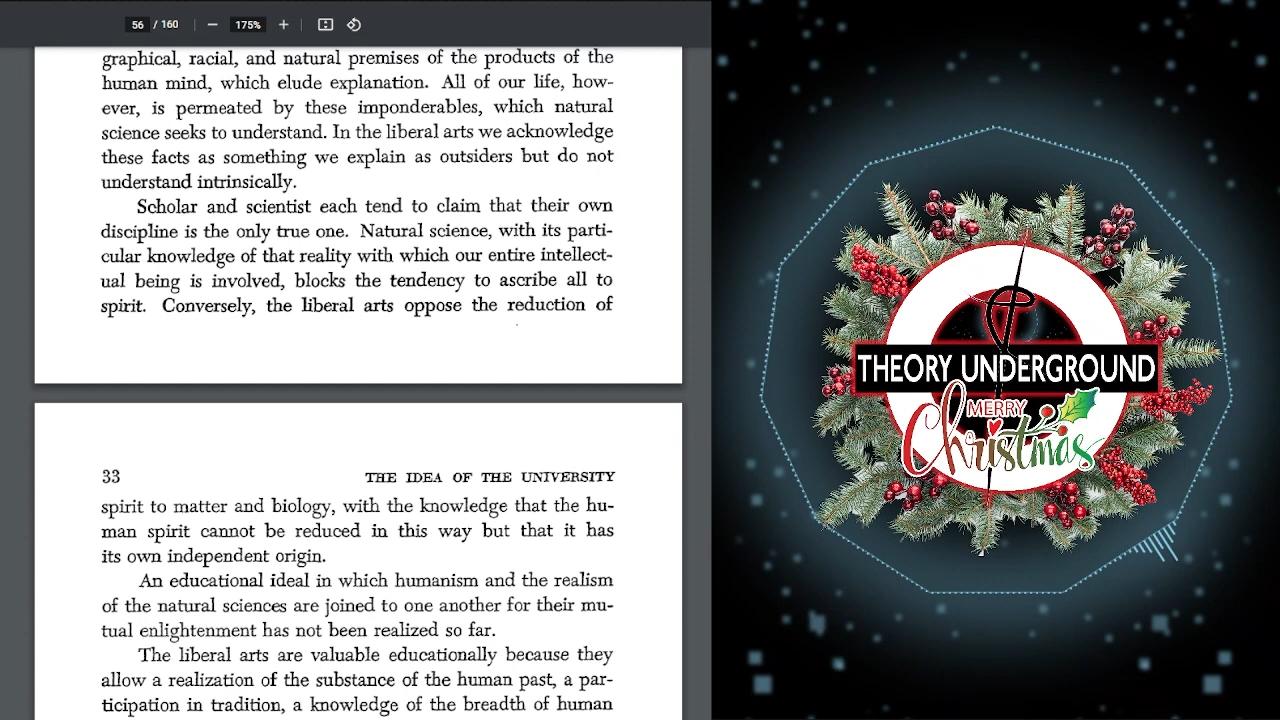 56 / 160
175%
graphical, racial, and natural premises of the products of the
human mind, which elude explanation. All of our life, how-
ever, is permeated by these imponderables, which natural
science seeks to understand. In the liberal arts we acknowledge
these facts as something we explain as outsiders but do not
understand intrinsically.
Scholar and scientist each tend to claim that their own
discipline is the only true one. Natural science, with its parti-
cular knowledge of that reality with which our entire intellect-
ual being is involved, blocks the tendency to ascribe all to
spirit. Conversely, the liberal arts oppose the reduction of
33 THE IDEA OF THE UNIVERSITY
spirit to matter and biology, with the knowledge that the hu-
man spirit cannot be reduced in this way but that it has
its own independent origin.
An educational ideal in which humanism and the realism
of the natural sciences are joined to one another for their mu-
tual enlightenment has not been realized so far.
The liberal arts are valuable educationally because they
allow a realization of the substance of the human past, a par-
ticipation in tradition, a knowledge of the breadth of human
THEORY UNDERGROUND
MERRY
Christmas